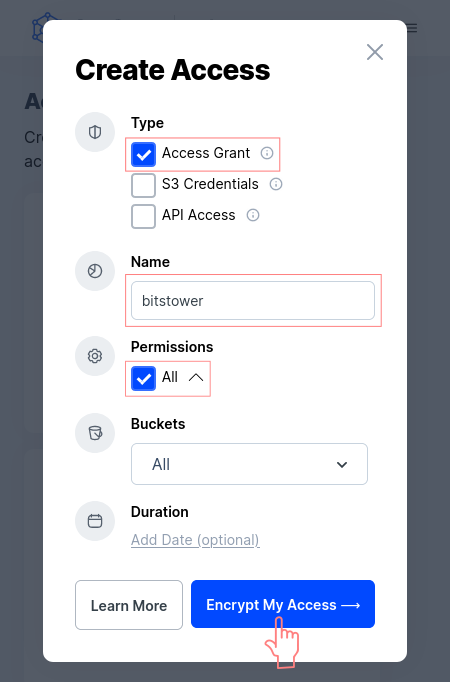 Create Access
Type
Access Grant
S3 Credentials
API Access
Name
bitstower
Permissions
All
Buckets
All
Duration
Add Date (optional)
Learn More
Encrypt My Access →